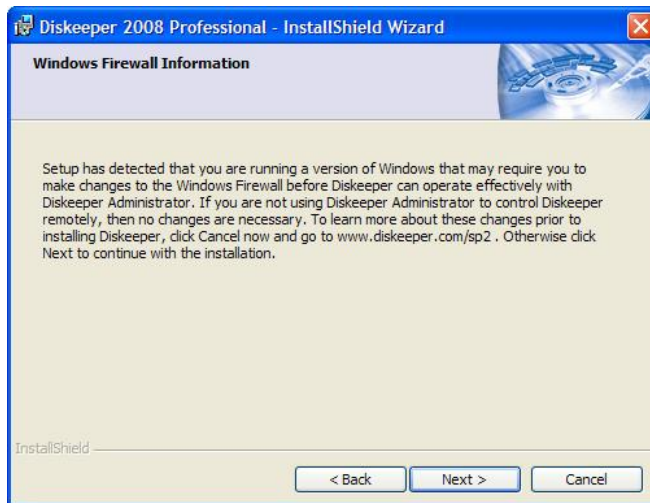 Diskeeper 2008 Professional - InstallShield Wizard
Windows Firewall Information
Setup has detected that you are running a version of Windows that may require you to
make changes to the Windows Firewall before Diskeeper can operate effectively with
Diskeeper Administrator. If you are not using Diskeeper Administrator to control Diskeeper
remotely, then no changes are necessary. To learn more about these changes prior to
installing Diskeeper, click Cancel now and go to www.diskeeper.com/sp2 . Otherwise click
Next to continue with the installation.
InstallShield
< Back Next > Cancel